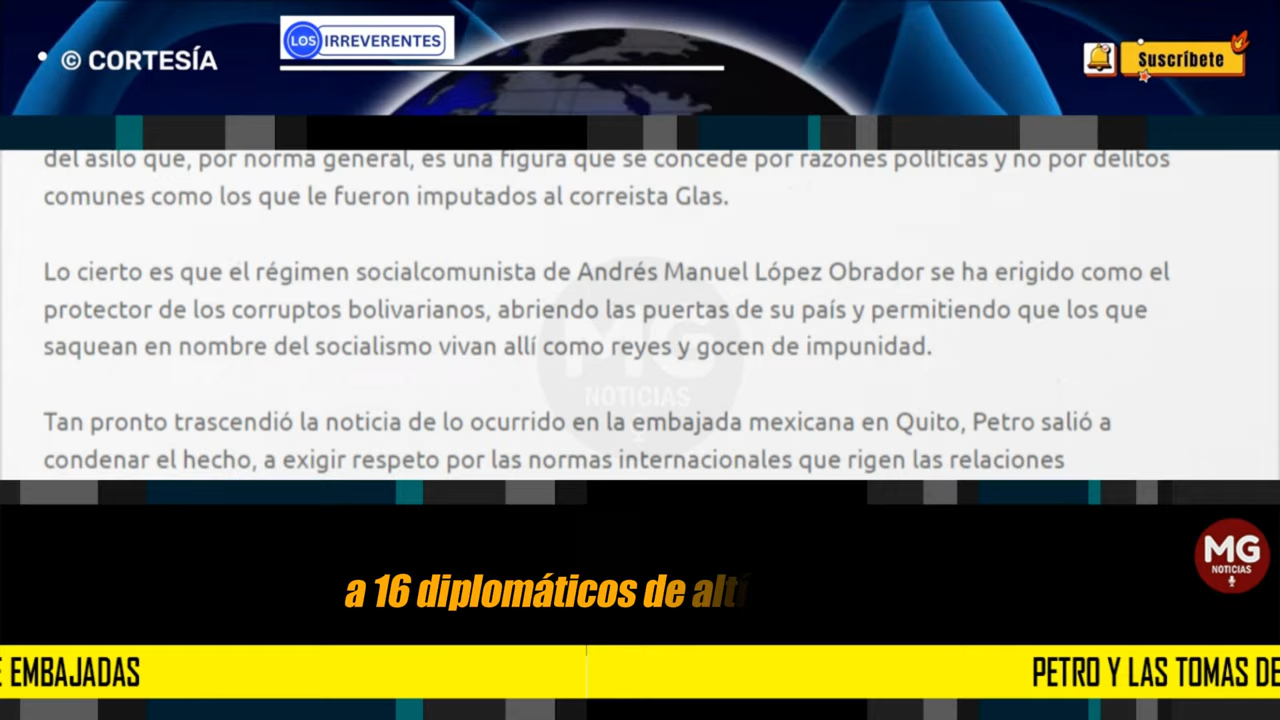 © CORTESÍA
LOS IRREVERENTES
Suscríbete
del asilo que, por norma general, es una figura que se concede por razones políticas y no por delitos
comunes como los que le fueron imputados al correista Glas.
Lo cierto es que el régimen socialcomunista de Andrés Manuel López Obrador se ha erigido como el
protector de los corruptos bolivarianos, abriendo las puertas de su país y permitiendo que los que
saquean en nombre del socialismo vivan allí como reyes y gocen de impunidad.
MG
NOTICIAS
Tan pronto trascendió la noticia de lo ocurrido en la embajada mexicana en Quito, Petro salió a
condenar el hecho, a exigir respeto por las normas internacionales que rigen las relaciones
MG
NOTICIAS
a 16 diplomáticos de altí
E EMBAJADAS
PETRO Y LAS TOMAS DE